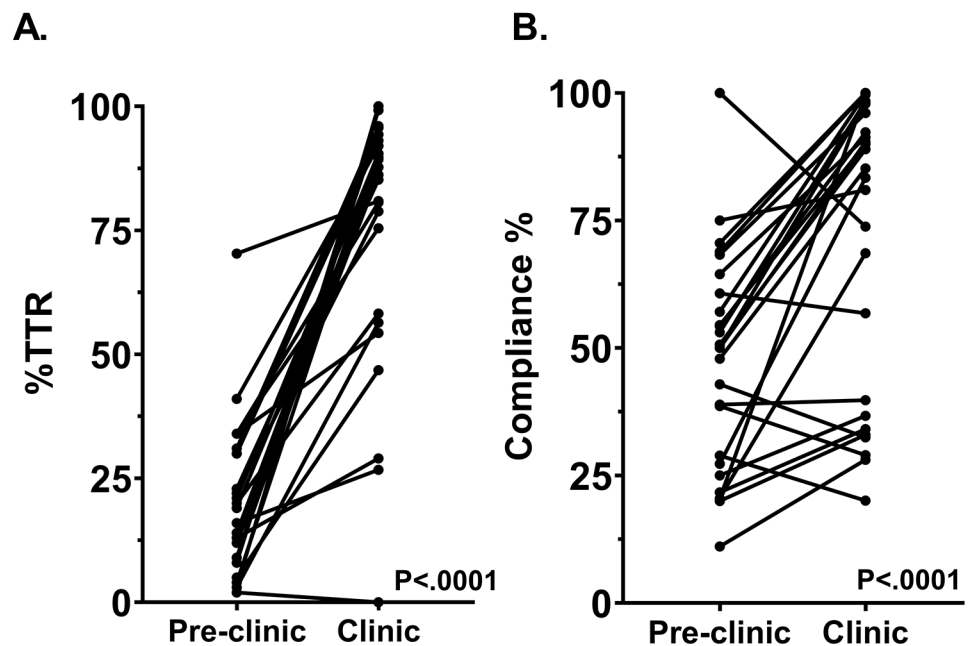 A.
%TTR
100
75
50
25
0
Pre-clinic Clinic
P<.0001
B.
Compliance %
100
75
50
25
0
Pre-clinic Clinic
P<.0001